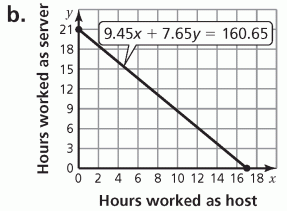 b.
Hours worked as server
y
21
18
15
12
9
6
3
0
9.45x + 7.65y = 160.65
0 2 4 6 8 10 12 14 16 18 x
Hours worked as host